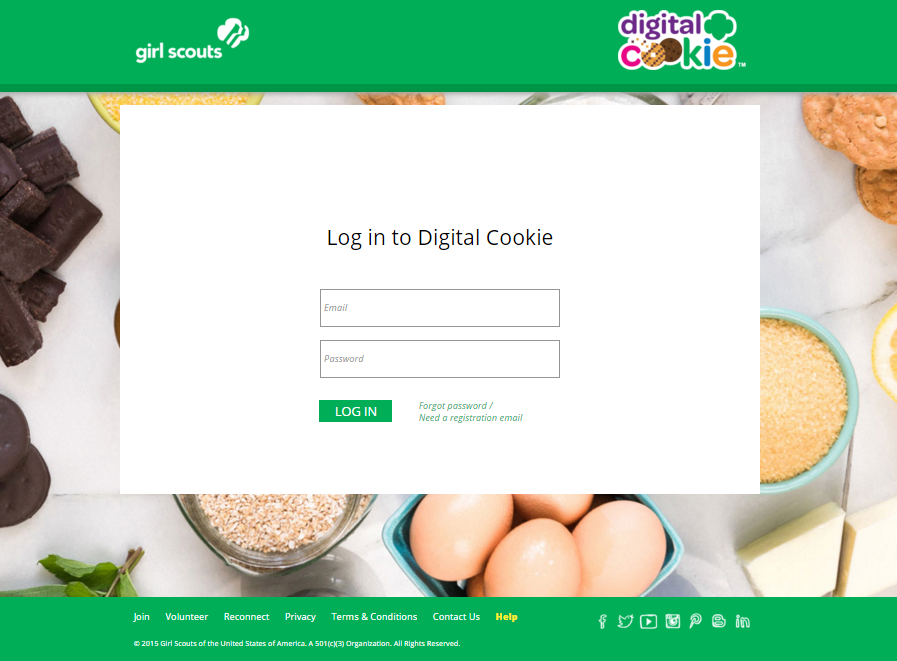 girl scouts
digital
cookie™
Log in to Digital Cookie
Email
Password
LOG IN
Forgot password /
Need a registration email
Join Volunteer Reconnect Privacy Terms & Conditions Contact Us Help
© 2015 Girl Scouts of the United States of America. A 501(c)(3) Organization. All Rights Reserved.